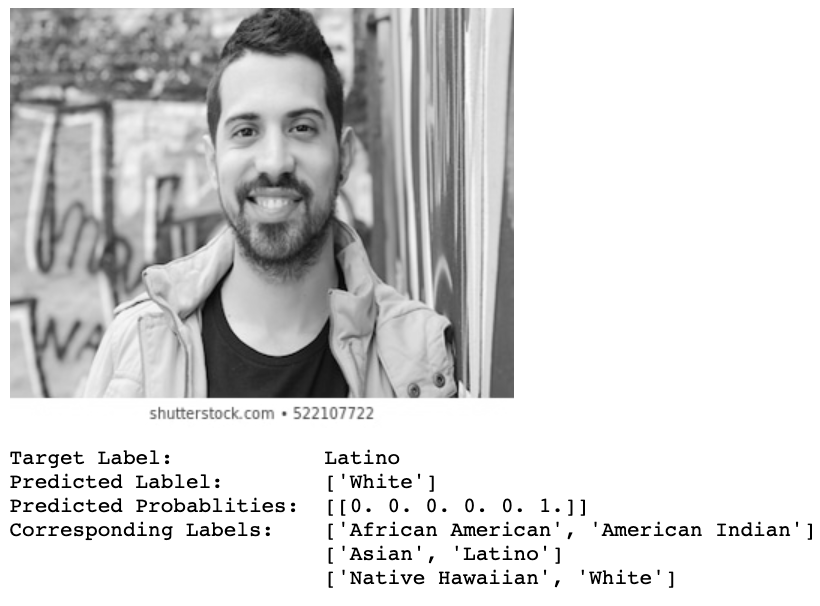 shutterstock.com • 522107722
Target Label: Latino
Predicted Lablel: ['White']
Predicted Probablities: [[0. 0. 0. 0. 0. 1.]]
Corresponding Labels: ['African American', 'American Indian']
['Asian', 'Latino']
['Native Hawaiian', 'White']